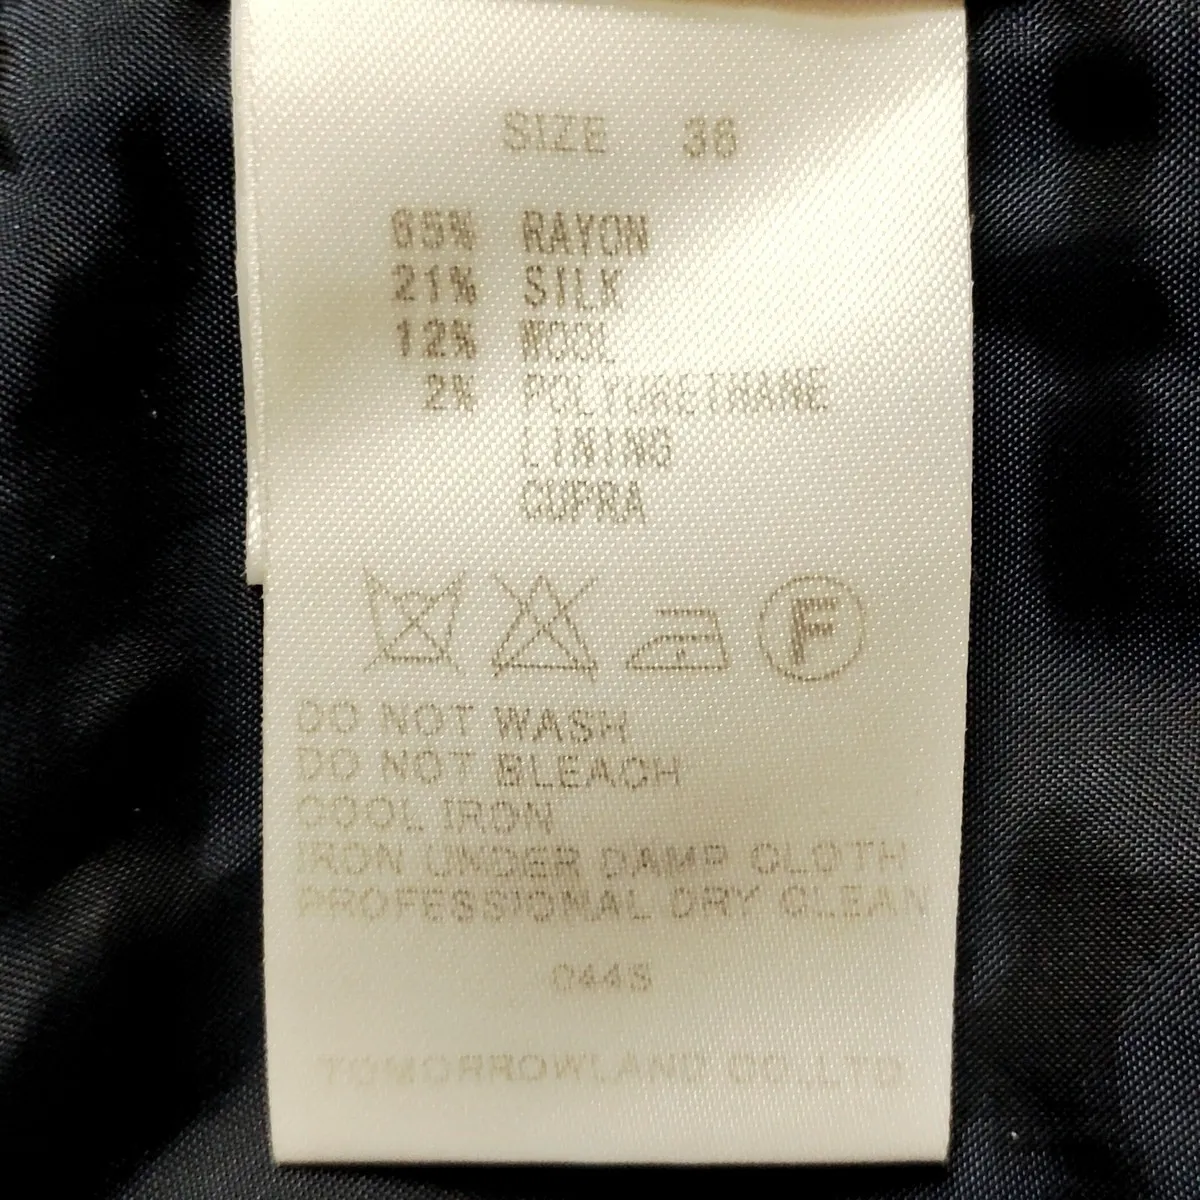 SIZE 36
65% RAYON
21% SILK
12% WOOL
2% POLYURETHANE
LINING
CUPRA
F
DO NOT WASH
DO NOT BLEACH
COOL IRON
IRON UNDER DAMP CLOTH
PROFESSIONAL DRY CLEAN
044S
TOMORROWLAND CO.,LTD